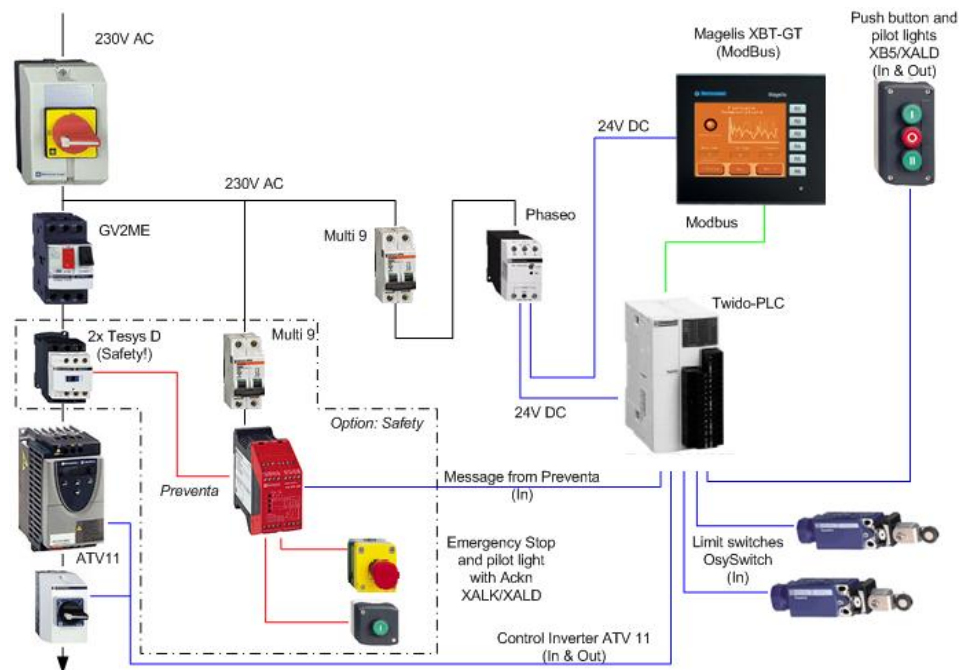 230V AC
Magelis XBT-GT
(ModBus)
Push button and
pilot lights
XB5/XALD
(In & Out)
Magelis
24V DC
230V AC
GV2ME
Multi 9
Phaseo
Modbus
Twido-PLC
2x Tesys D
(Safety!)
Multi 9
24V DC
Option: Safety
Preventa
Message from Preventa
(In)
ATV11
Emergency Stop
and pilot light
with Ackn
XALK/XALD
Limit switches
OsySwitch
(In)
Control Inverter ATV 11
(In & Out)